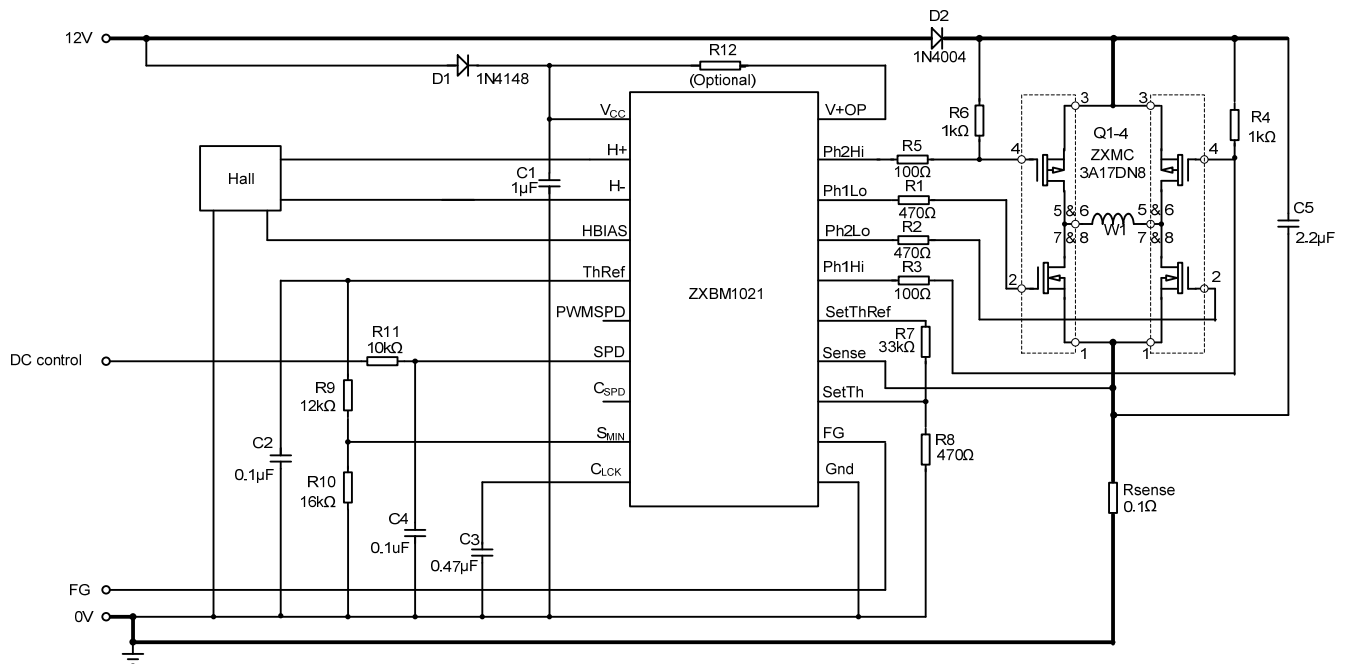 12V
D2
1N4004
D1
1N4148
R12
(Optional)
VCC
V+OP
R6
1kΩ
3
3
Q1-4
ZXMC
3A17DN8
R4
1kΩ
H+
Ph2Hi
R5
100Ω
4
4
Hall
C1
1µF
H-
Ph1Lo
R1
470Ω
5 & 6
7 & 8
W1
5 & 6
7 & 8
C5
2.2µF
HBIAS
Ph2Lo
R2
470Ω
ThRef
Ph1Hi
R3
100Ω
2
2
ZXBM1021
PWMSPD
SetThRef
R7
33kΩ
R11
10kΩ
DC control
SPD
Sense
1
1
R9
12kΩ
CSPD
SetTh
C2
0.1µF
SMIN
FG
R8
470Ω
R10
16kΩ
CLCK
Gnd
Rsense
0.1Ω
C4
0.1uF
C3
0.47µF
FG
0V